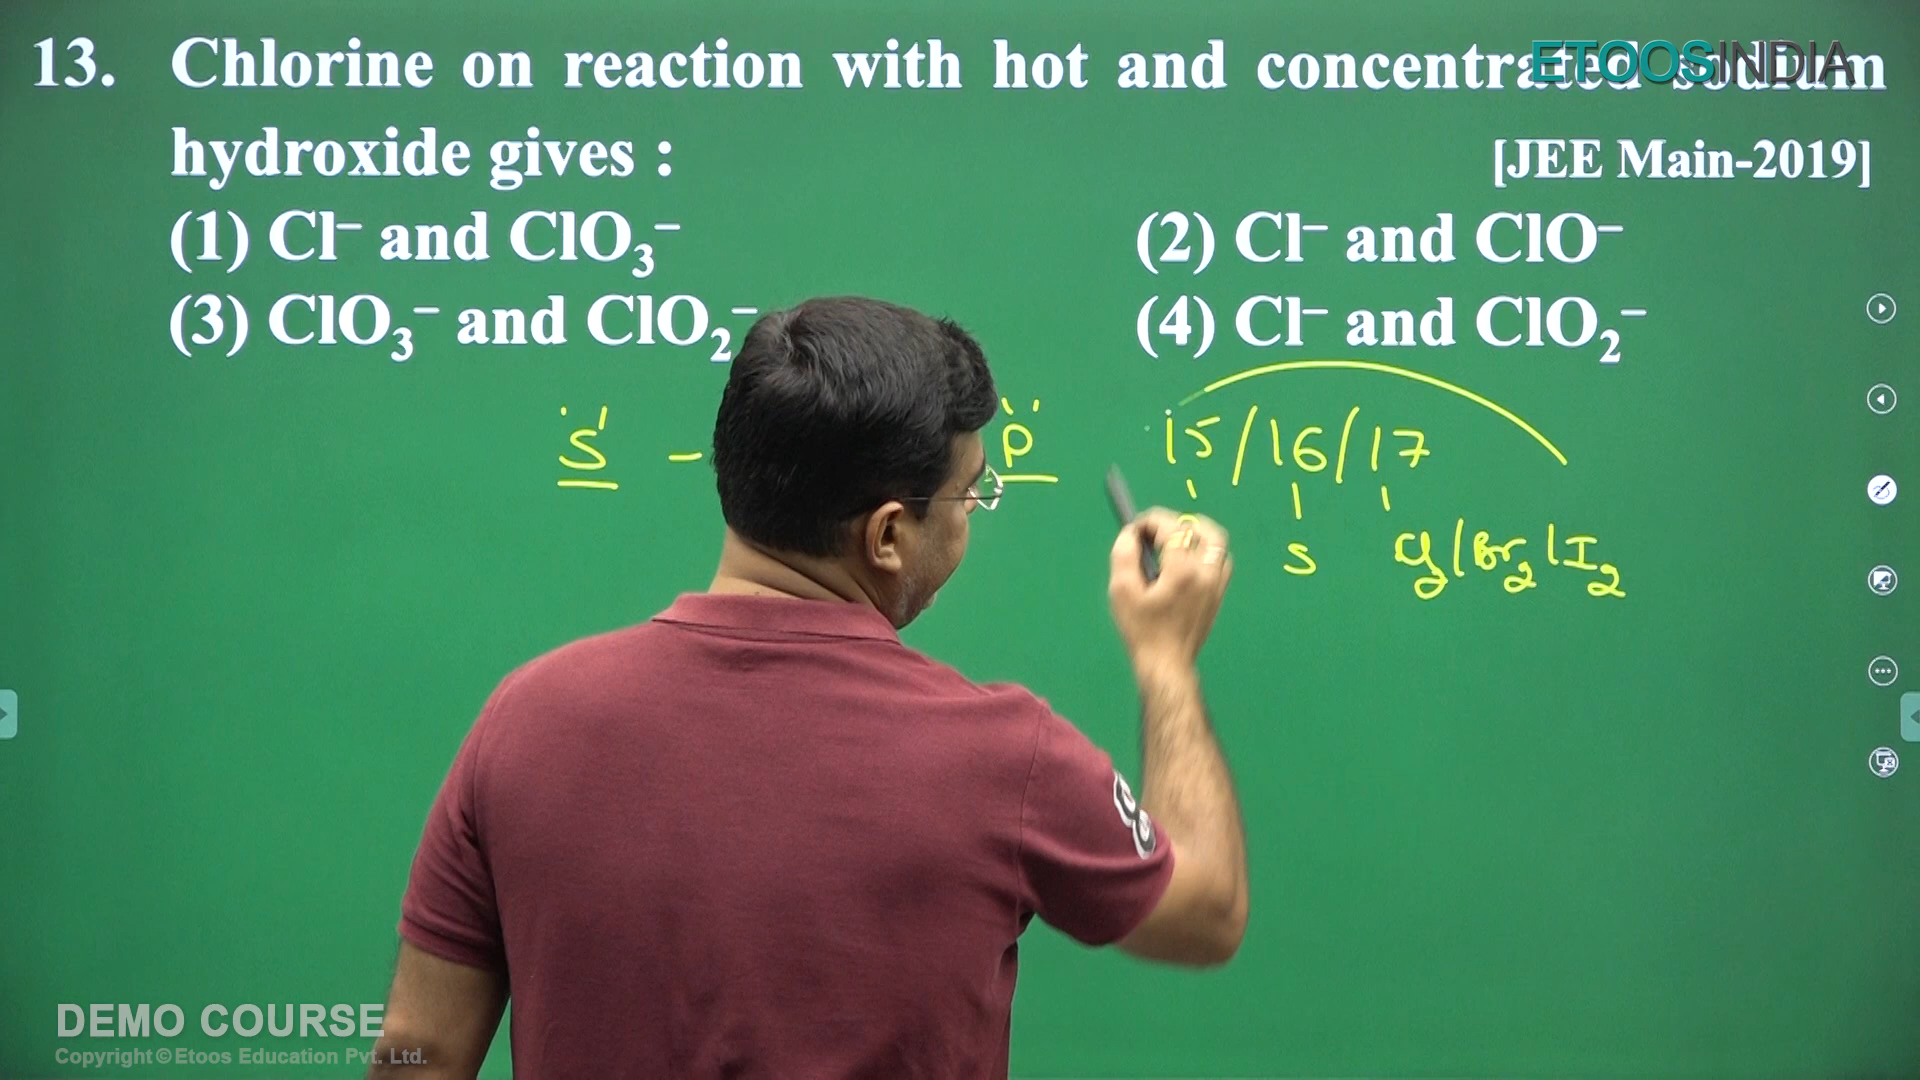 13. Chlorine on reaction with hot and concentrated sodium
ETOOSINDIA
hydroxide gives : [JEE Main-2019]
(1) Cl⁻ and ClO₃⁻ (2) Cl⁻ and ClO⁻
(3) ClO₃⁻ and ClO₂⁻ (4) Cl⁻ and ClO₂⁻
S - P 15/16/17
S Cl₂/Br₂/I₂
DEMO COURSE
Copyright © Etoos Education Pvt. Ltd.